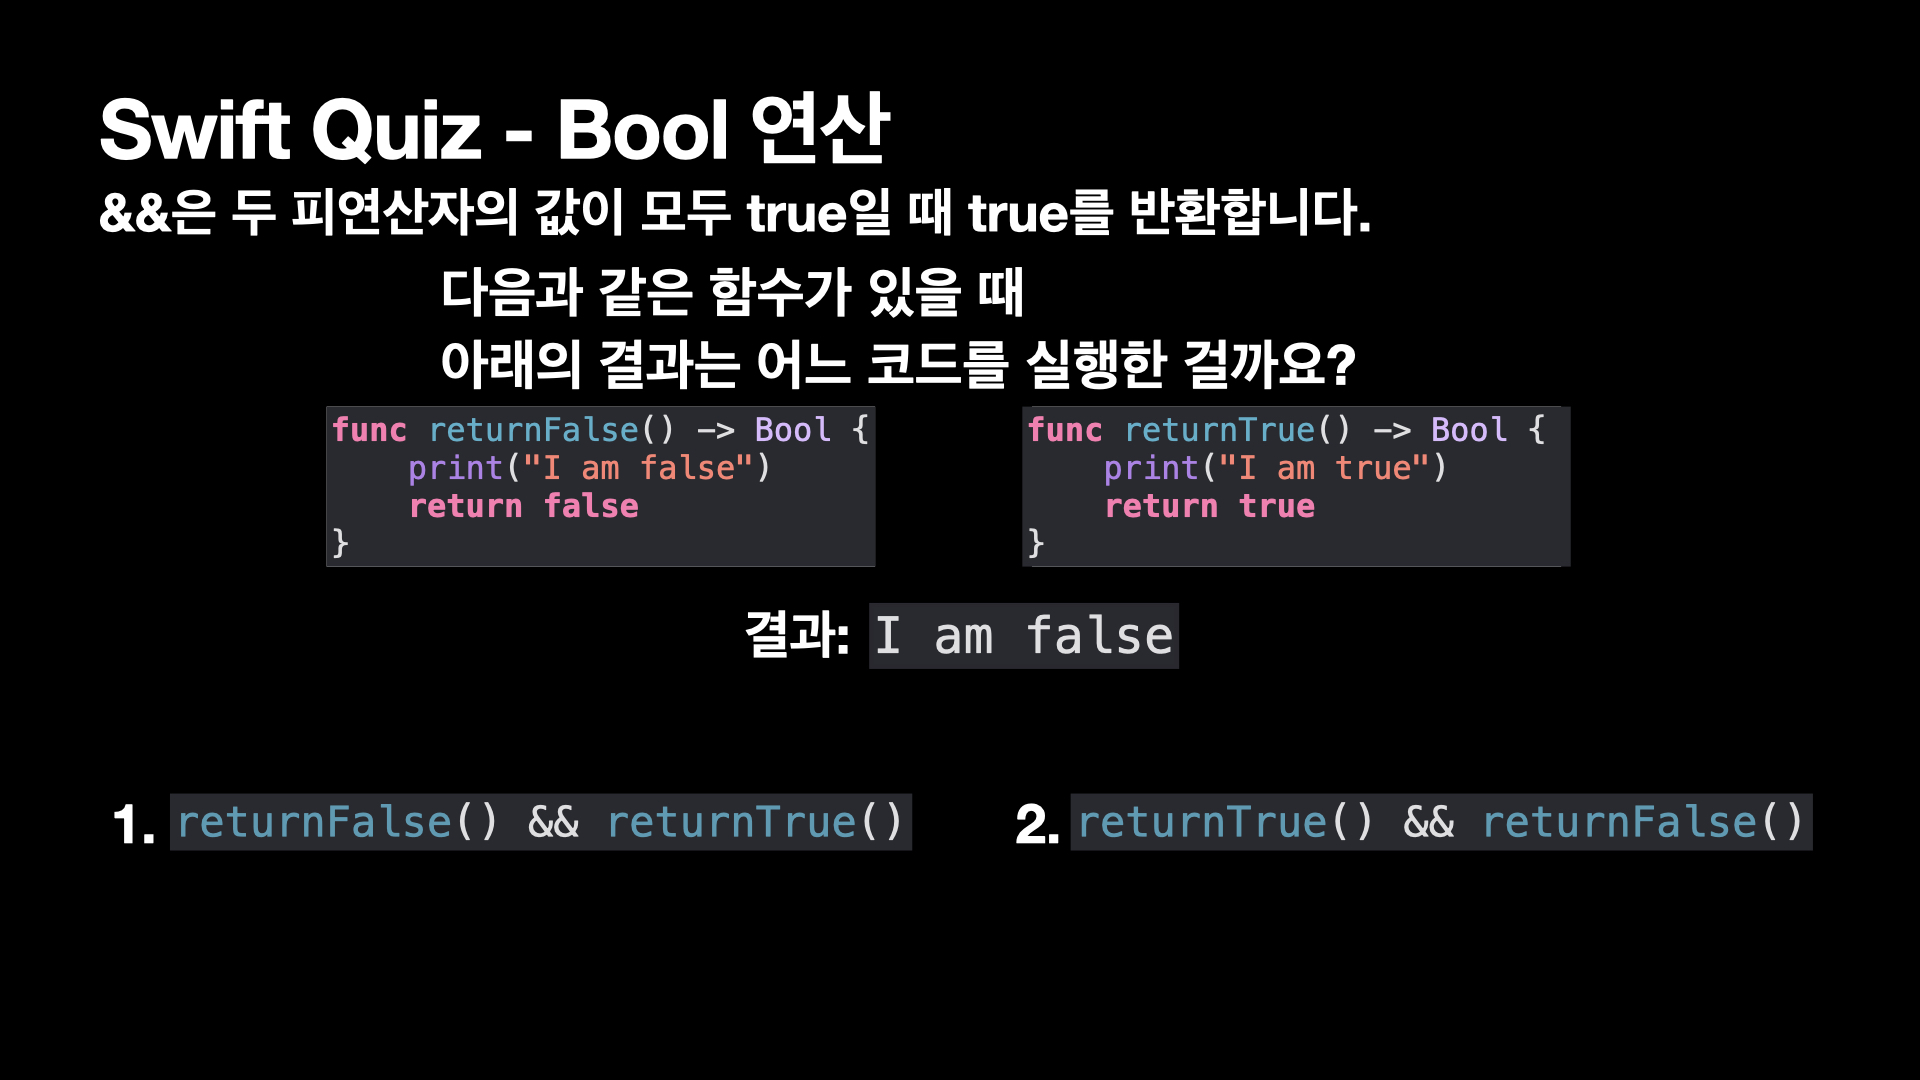 Swift Quiz - Bool 연산
&&은 두 피연산자의 값이 모두 true일 때 true를 반환합니다.
다음과 같은 함수가 있을 때
아래의 결과는 어느 코드를 실행한 걸까요?
func returnFalse() -> Bool {
    print("I am false")
    return false
}
func returnTrue() -> Bool {
    print("I am true")
    return true
}
결과: I am false
1. returnFalse() && returnTrue()
2. returnTrue() && returnFalse()